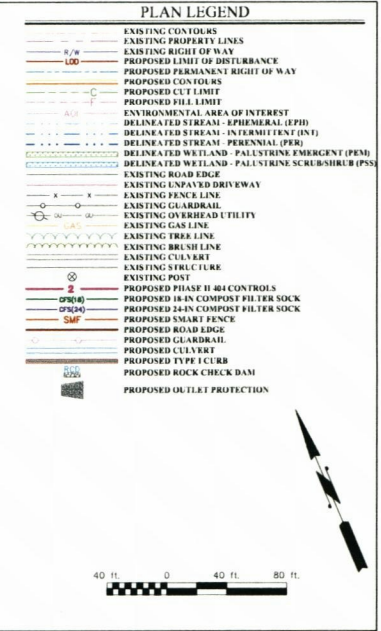 PLAN LEGEND
EXISTING CONTOURS
EXISTING PROPERTY LINES
R/W EXISTING RIGHT OF WAY
LOD PROPOSED LIMIT OF DISTURBANCE
PROPOSED PERMANENT RIGHT OF WAY
PROPOSED CONTOURS
C PROPOSED CUT LIMIT
F PROPOSED FILL LIMIT
AOI ENVIRONMENTAL AREA OF INTEREST
DELINEATED STREAM - EPHEMERAL (EPH)
DELINEATED STREAM - INTERMITTENT (INT)
DELINEATED STREAM - PERENNIAL (PER)
DELINEATED WETLAND - PALUSTRINE EMERGENT (PEM)
DELINEATED WETLAND - PALUSTRINE SCRUB/SHRUB (PSS)
EXISTING ROAD EDGE
EXISTING UNPAVED DRIVEWAY
x x EXISTING FENCE LINE
EXISTING GUARDRAIL
OU OU EXISTING OVERHEAD UTILITY
GAS EXISTING GAS LINE
EXISTING TREE LINE
EXISTING BRUSH LINE
EXISTING CULVERT
EXISTING STRUCTURE
EXISTING POST
2 PROPOSED PHASE II 404 CONTROLS
CFS(18) PROPOSED 18-IN COMPOST FILTER SOCK
CFS(24) PROPOSED 24-IN COMPOST FILTER SOCK
SMF PROPOSED SMART FENCE
PROPOSED ROAD EDGE
PROPOSED GUARDRAIL
PROPOSED CULVERT
PROPOSED TYPE I CURB
RCD PROPOSED ROCK CHECK DAM
PROPOSED OUTLET PROTECTION
40 ft. 0 40 ft. 80 ft.